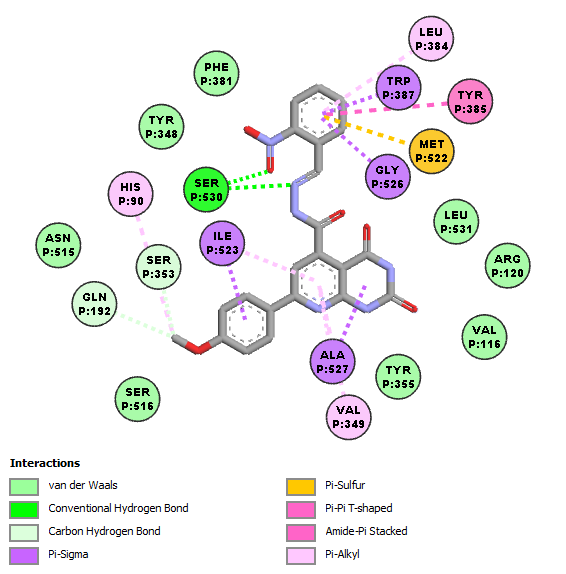 LEU
P:384
PHE
P:381
TRP
P:387
TYR
P:385
TYR
P:348
MET
P:522
GLY
P:526
HIS
P:90
SER
P:530
LEU
P:531
ASN
P:515
ILE
P:523
SER
P:353
ARG
P:120
GLN
P:192
VAL
P:116
ALA
P:527
TYR
P:355
SER
P:516
VAL
P:349
Interactions
van der Waals
Conventional Hydrogen Bond
Carbon Hydrogen Bond
Pi-Sigma
Pi-Sulfur
Pi-Pi T-shaped
Amide-Pi Stacked
Pi-Alkyl